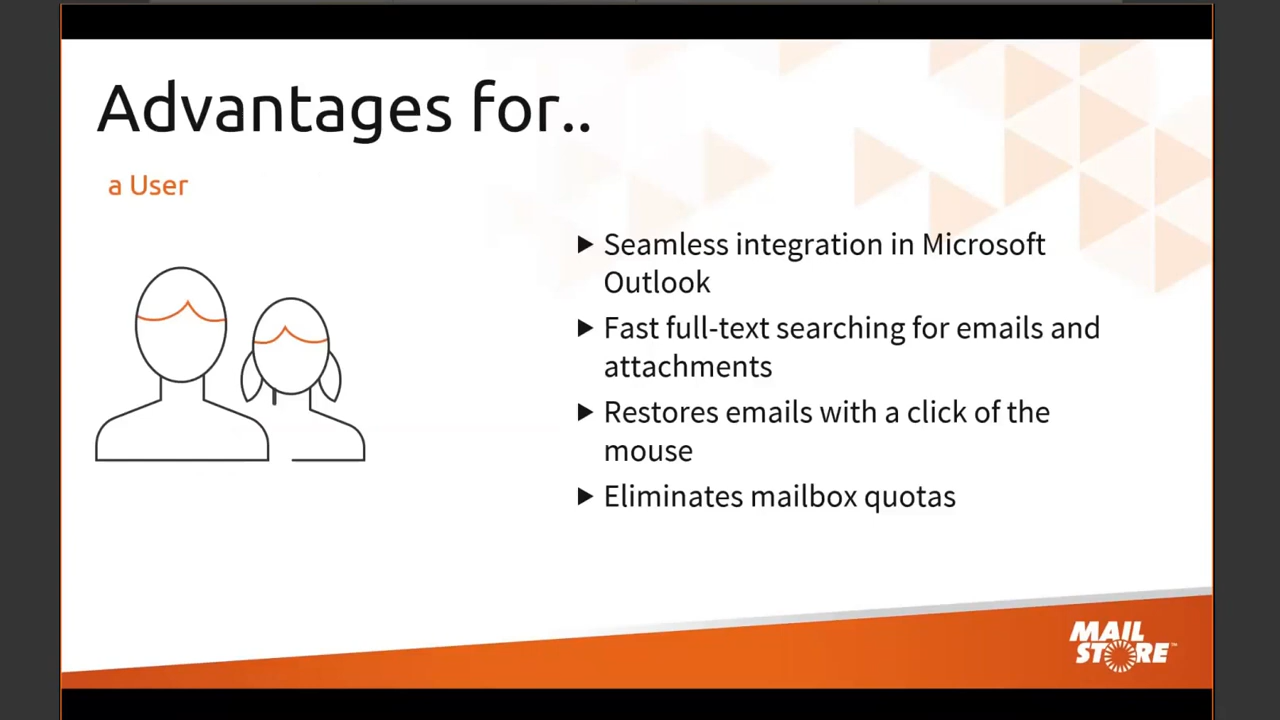 Advantages for..
a User
▶ Seamless integration in Microsoft
Outlook
▶ Fast full-text searching for emails and
attachments
▶ Restores emails with a click of the
mouse
▶ Eliminates mailbox quotas
MAIL
STORE™